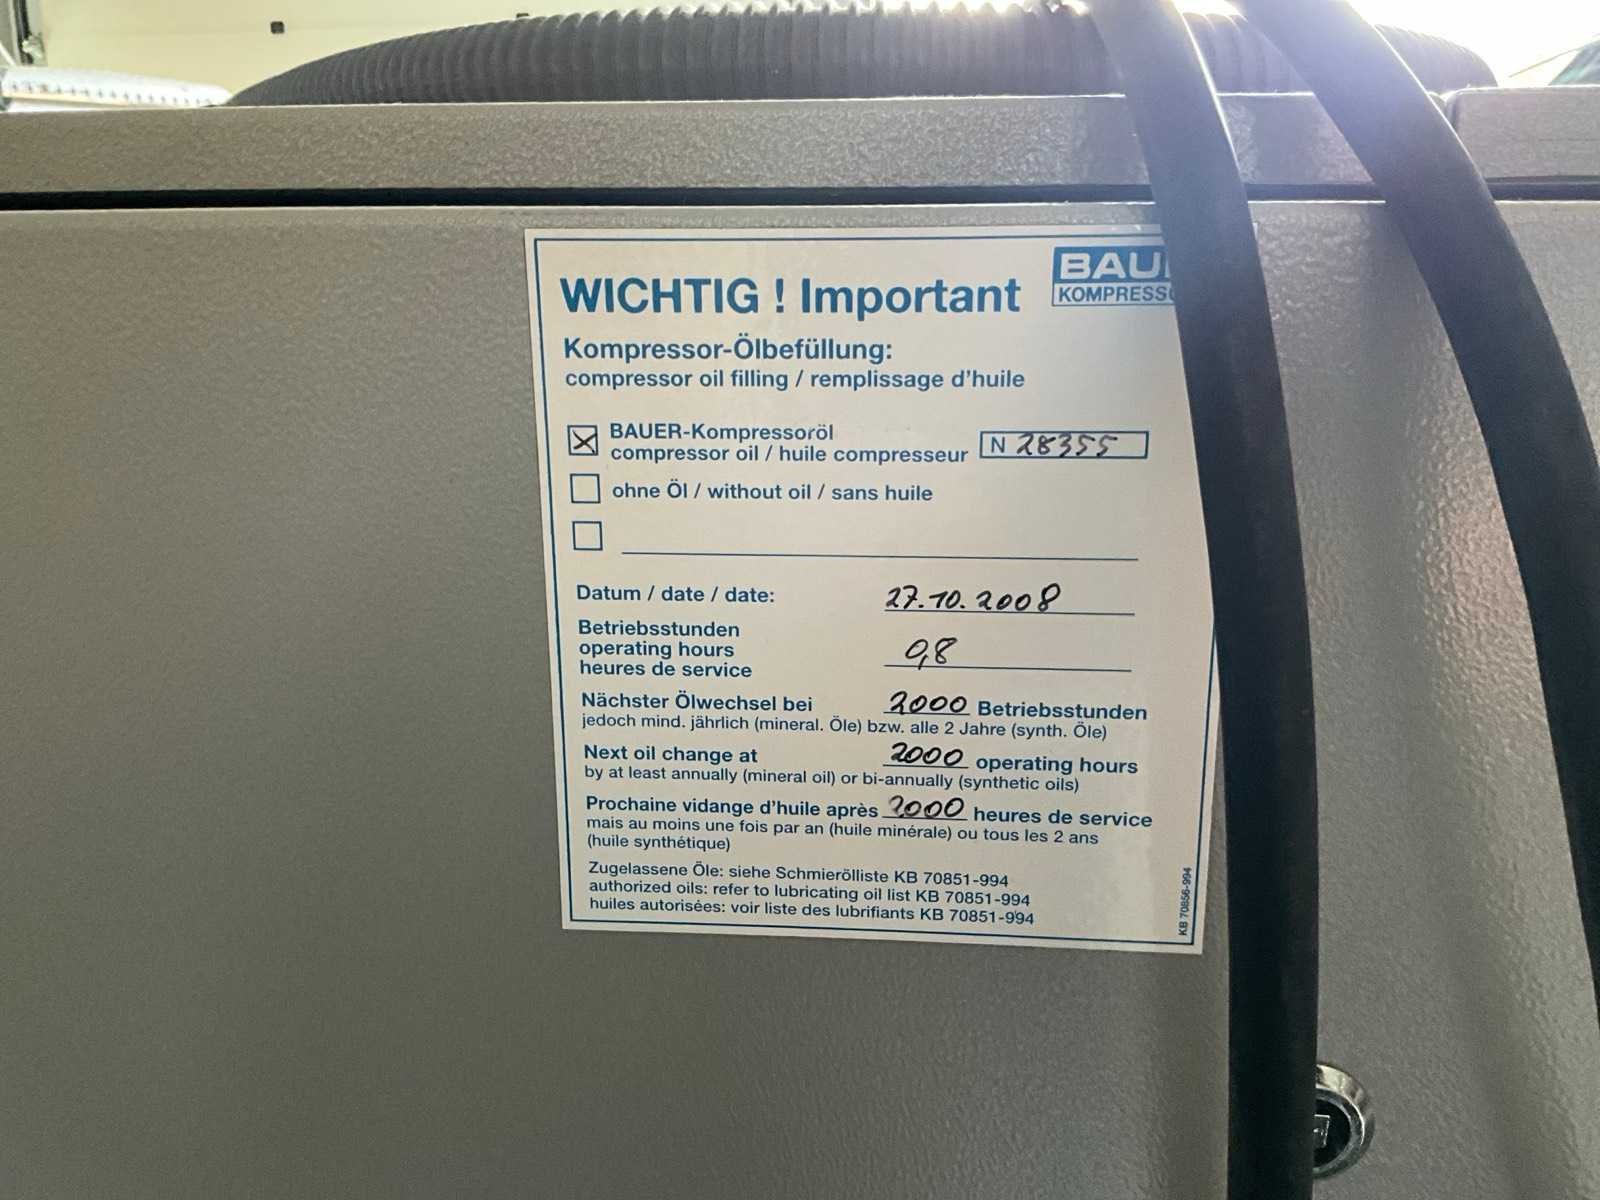 WICHTIG ! Important
BAU
KOMPRESS
Kompressor-Ölbefüllung:
compressor oil filling / remplissage d'huile
BAUER-Kompressoröl
compressor oil / huile compresseur
N 28355
ohne Öl / without oil / sans huile
Datum / date / date: 27.10.2008
Betriebsstunden
operating hours 0,8
heures de service
Nächster Ölwechsel bei 2000 Betriebsstunden
jedoch mind. jährlich (mineral. Öle) bzw. alle 2 Jahre (synth. Öle)
Next oil change at 2000 operating hours
by at least annually (mineral oil) or bi-annually (synthetic oils)
Prochaine vidange d'huile après 2000 heures de service
mais au moins une fois par an (huile minérale) ou tous les 2 ans
(huile synthétique)
Zugelassene Öle: siehe Schmierölliste KB 70851-994
authorized oils: refer to lubricating oil list KB 70851-994
huiles autorisées: voir liste des lubrifiants KB 70851-994
KB 70856-994